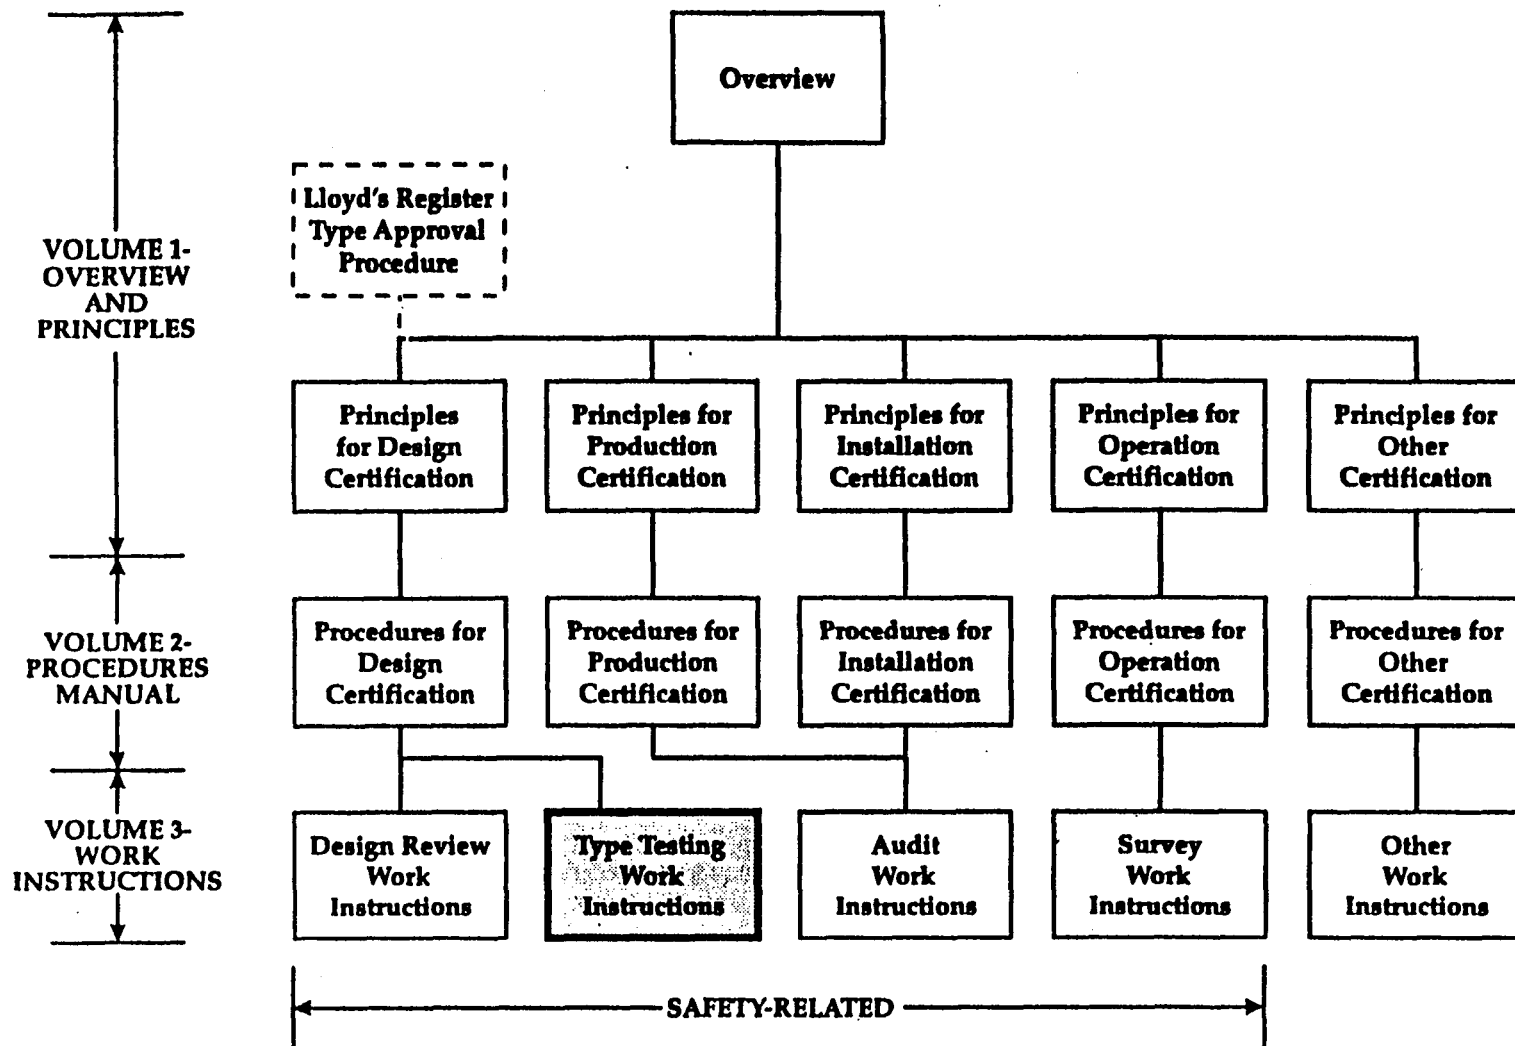 Overview
Lloyd's Register
Type Approval
Procedure
VOLUME 1-
OVERVIEW
AND
PRINCIPLES
Principles
for Design
Certification
Principles for
Production
Certification
Principles for
Installation
Certification
Principles for
Operation
Certification
Principles for
Other
Certification
VOLUME 2-
PROCEDURES
MANUAL
Procedures for
Design
Certification
Procedures for
Production
Certification
Procedures for
Installation
Certification
Procedures for
Operation
Certification
Procedures for
Other
Certification
VOLUME 3-
WORK
INSTRUCTIONS
Design Review
Work
Instructions
Type Testing
Work
Instructions
Audit
Work
Instructions
Survey
Work
Instructions
Other
Work
Instructions
SAFETY-RELATED